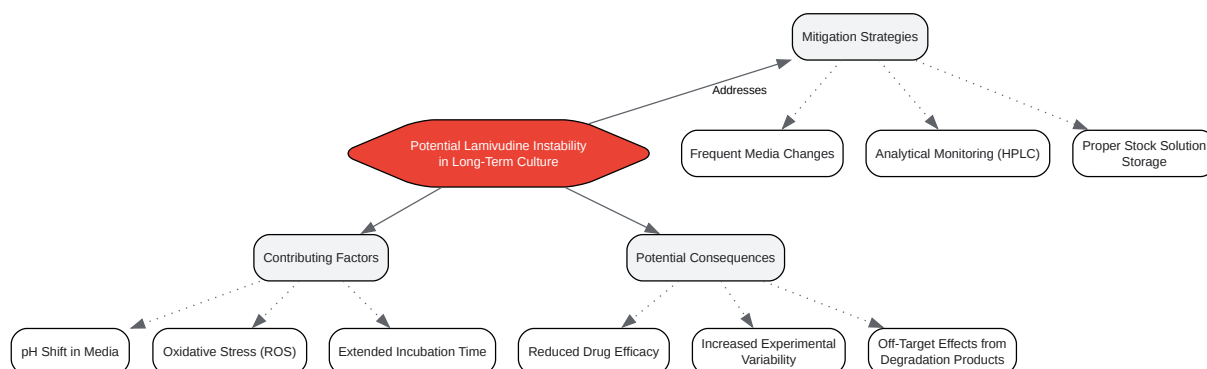 Mitigation Strategies
Addresses
Potential Lamivudine Instability
in Long-Term Culture
Frequent Media Changes
Analytical Monitoring (HPLC)
Proper Stock Solution
Storage
Contributing Factors
Potential Consequences
pH Shift in Media
Oxidative Stress (ROS)
Extended Incubation Time
Reduced Drug Efficacy
Increased Experimental
Variability
Off-Target Effects from
Degradation Products